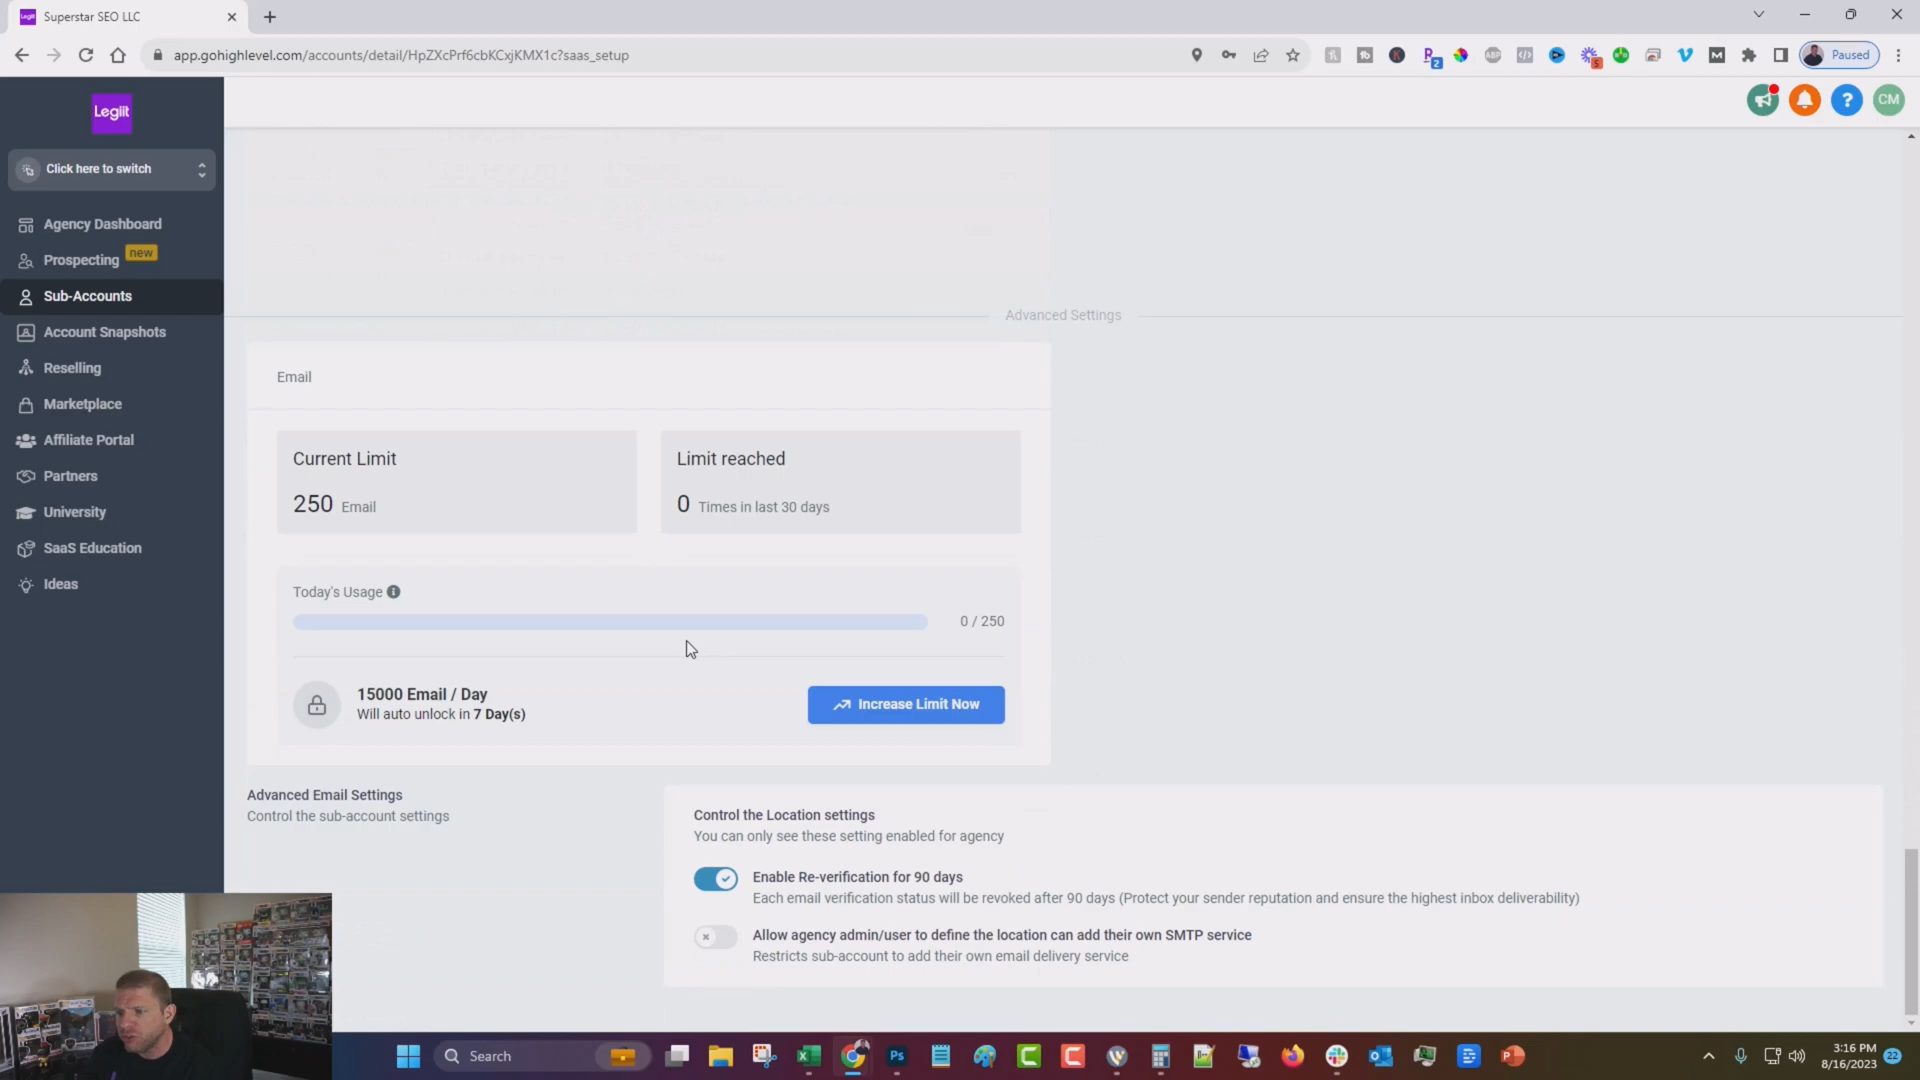 Superstar SEO LLC
app.gohighlevel.com/accounts/detail/HpZXcPrf6cbKCxjKMX1c?saas_setup
Paused
Legiit
CM
Click here to switch
Agency Dashboard
Prospecting new
Sub-Accounts
Account Snapshots
Reselling
Marketplace
Affiliate Portal
Partners
University
SaaS Education
Ideas
Advanced Settings
Email
Current Limit
250 Email
Limit reached
0 Times in last 30 days
Today's Usage
0 / 250
15000 Email / Day
Will auto unlock in 7 Day(s)
Increase Limit Now
Advanced Email Settings
Control the sub-account settings
Control the Location settings
You can only see these setting enabled for agency
Enable Re-verification for 90 days
Each email verification status will be revoked after 90 days (Protect your sender reputation and ensure the highest inbox deliverability)
Allow agency admin/user to define the location can add their own SMTP service
Restricts sub-account to add their own email delivery service
Search
3:16 PM
8/16/2023
22